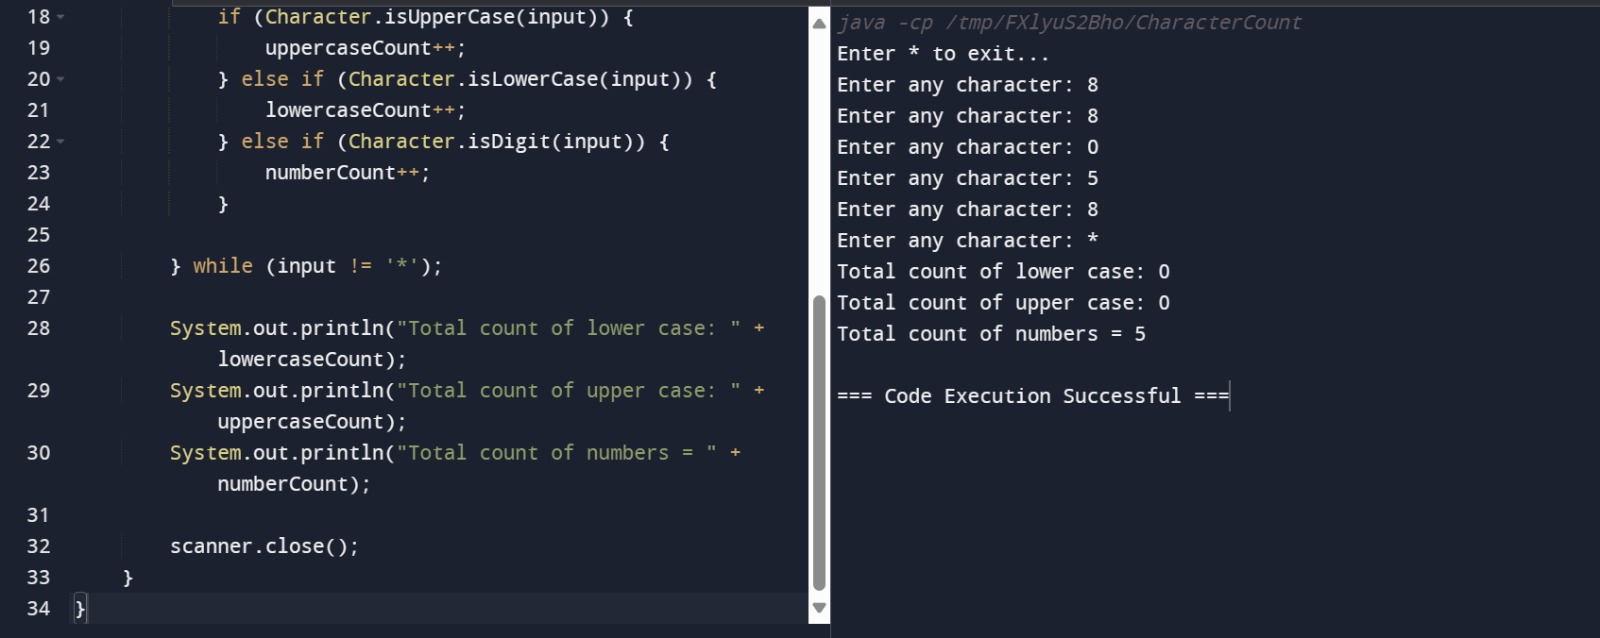 18 if (Character.isUpperCase(input)) {
19 uppercaseCount++;
20 } else if (Character.isLowerCase(input)) {
21 lowercaseCount++;
22 } else if (Character.isDigit(input)) {
23 numberCount++;
24 }
25
26 } while (input != '*');
27
28 System.out.println("Total count of lower case: " +
lowercaseCount);
29 System.out.println("Total count of upper case: " +
uppercaseCount);
30 System.out.println("Total count of numbers = " +
numberCount);
31
32 scanner.close();
33 }
34 }
java -cp /tmp/FXlyuS2Bho/CharacterCount
Enter * to exit...
Enter any character: 8
Enter any character: 8
Enter any character: 0
Enter any character: 5
Enter any character: 8
Enter any character: *
Total count of lower case: 0
Total count of upper case: 0
Total count of numbers = 5
=== Code Execution Successful ===